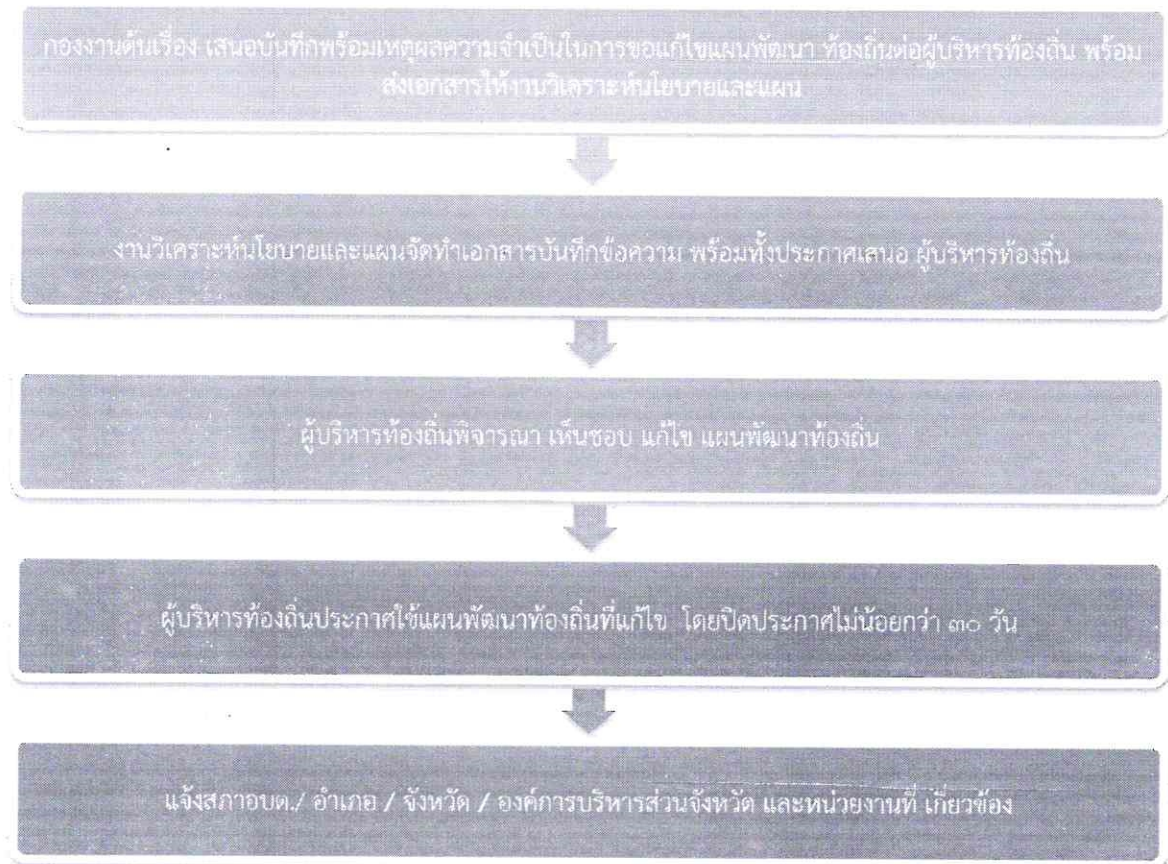 กองงานต้นเรื่อง เสนอบันทึกพร้อมเหตุผลความจำเป็นในการขอแก้ไขแผนพัฒนา ท้องถิ่นต่อผู้บริหารท้องถิ่น พร้อม
ส่งเอกสารให้งานวิเคราะห์นโยบายและแผน
งานวิเคราะห์นโยบายและแผนจัดทำเอกสารบันทึกข้อความ พร้อมทั้งประกาศเสนอ ผู้บริหารท้องถิ่น
ผู้บริหารท้องถิ่นพิจารณา เห็นชอบ แก้ไข แผนพัฒนาท้องถิ่น
ผู้บริหารท้องถิ่นประกาศใช้แผนพัฒนาท้องถิ่นที่แก้ไข โดยปิดประกาศไม่น้อยกว่า ๓๐ วัน
แจ้งสภาอบต./ อำเภอ / จังหวัด / องค์การบริหารส่วนจังหวัด และหน่วยงานที่ เกี่ยวข้อง